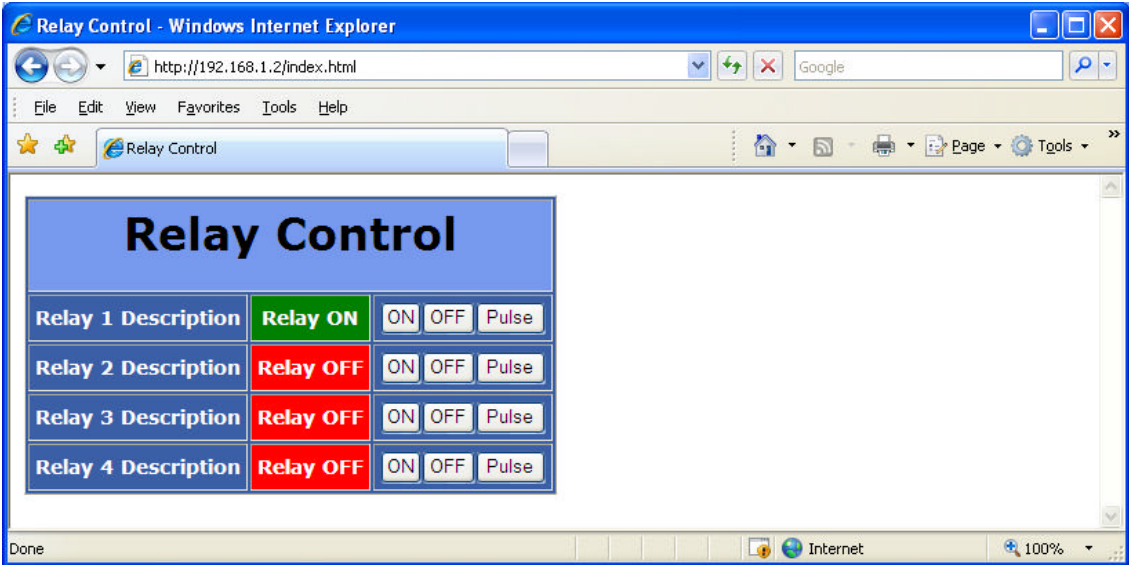 Relay Control - Windows Internet Explorer
http://192.168.1.2/index.html
Google
File Edit View Favorites Tools Help
Relay Control
Page Tools »
Relay Control
Relay 1 Description Relay ON ON OFF Pulse
Relay 2 Description Relay OFF ON OFF Pulse
Relay 3 Description Relay OFF ON OFF Pulse
Relay 4 Description Relay OFF ON OFF Pulse
Done Internet 100%